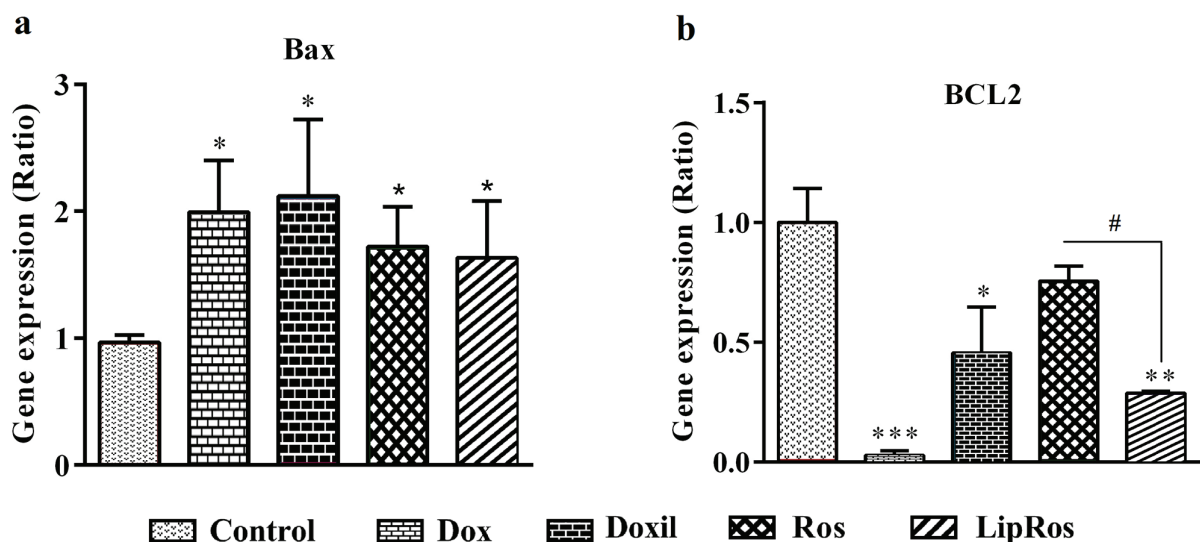 a
Bax
Gene expression (Ratio)
3
2
1
0
*
*
*
*
b
BCL2
Gene expression (Ratio)
1.5
1.0
0.5
0.0
***
*
#
**
Control
Dox
Doxil
Ros
LipRos